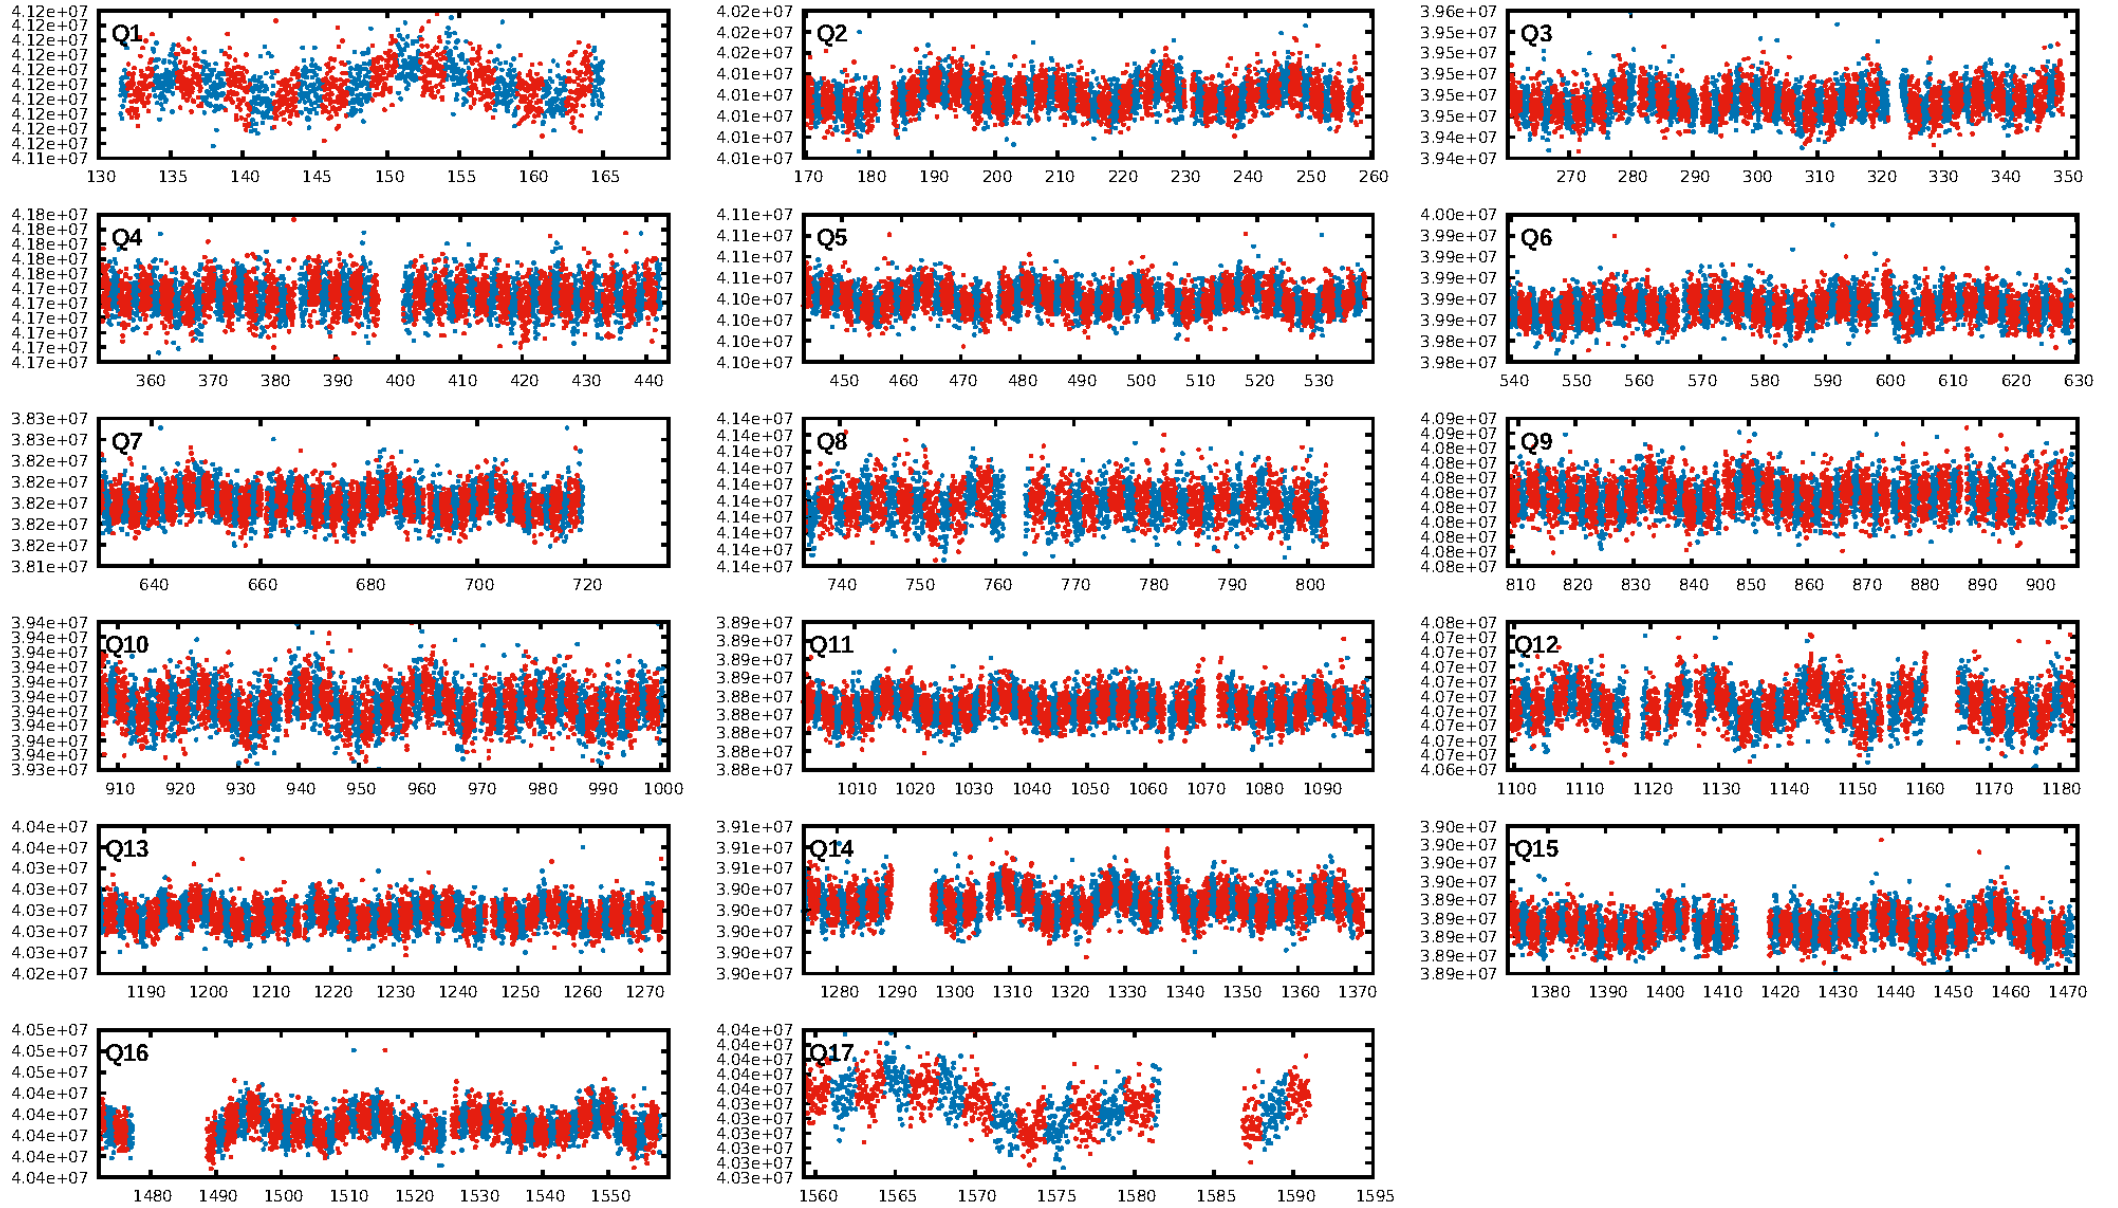 Q1
4.12e+07
4.12e+07
4.12e+07
4.12e+07
4.12e+07
4.12e+07
4.12e+07
4.12e+07
4.12e+07
4.12e+07
4.11e+07
130 135 140 145 150 155 160 165
Q2
4.02e+07
4.02e+07
4.02e+07
4.01e+07
4.01e+07
4.01e+07
4.01e+07
4.01e+07
170 180 190 200 210 220 230 240 250 260
Q3
3.96e+07
3.95e+07
3.95e+07
3.95e+07
3.95e+07
3.95e+07
3.94e+07
3.94e+07
270 280 290 300 310 320 330 340 350
Q4
4.18e+07
4.18e+07
4.18e+07
4.18e+07
4.18e+07
4.17e+07
4.17e+07
4.17e+07
4.17e+07
4.17e+07
4.17e+07
360 370 380 390 400 410 420 430 440
Q5
4.11e+07
4.11e+07
4.11e+07
4.11e+07
4.10e+07
4.10e+07
4.10e+07
4.10e+07
450 460 470 480 490 500 510 520 530
Q6
4.00e+07
3.99e+07
3.99e+07
3.99e+07
3.99e+07
3.99e+07
3.98e+07
3.98e+07
540 550 560 570 580 590 600 610 620 630
Q7
3.83e+07
3.83e+07
3.82e+07
3.82e+07
3.82e+07
3.82e+07
3.82e+07
3.81e+07
640 660 680 700 720
Q8
4.14e+07
4.14e+07
4.14e+07
4.14e+07
4.14e+07
4.14e+07
4.14e+07
4.14e+07
4.14e+07
4.14e+07
740 750 760 770 780 790 800
Q9
4.09e+07
4.09e+07
4.08e+07
4.08e+07
4.08e+07
4.08e+07
4.08e+07
4.08e+07
4.08e+07
4.08e+07
4.08e+07
810 820 830 840 850 860 870 880 890 900
Q10
3.94e+07
3.94e+07
3.94e+07
3.94e+07
3.94e+07
3.94e+07
3.94e+07
3.94e+07
3.94e+07
3.94e+07
3.93e+07
910 920 930 940 950 960 970 980 990 1000
Q11
3.89e+07
3.89e+07
3.89e+07
3.89e+07
3.88e+07
3.88e+07
3.88e+07
3.88e+07
3.88e+07
1010 1020 1030 1040 1050 1060 1070 1080 1090
Q12
4.08e+07
4.07e+07
4.07e+07
4.07e+07
4.07e+07
4.07e+07
4.07e+07
4.07e+07
4.07e+07
4.07e+07
4.06e+07
1100 1110 1120 1130 1140 1150 1160 1170 1180
Q13
4.04e+07
4.04e+07
4.03e+07
4.03e+07
4.03e+07
4.03e+07
4.03e+07
4.02e+07
1190 1200 1210 1220 1230 1240 1250 1260 1270
Q14
3.91e+07
3.91e+07
3.91e+07
3.90e+07
3.90e+07
3.90e+07
3.90e+07
3.90e+07
1280 1290 1300 1310 1320 1330 1340 1350 1360 1370
Q15
3.90e+07
3.90e+07
3.90e+07
3.90e+07
3.89e+07
3.89e+07
3.89e+07
3.89e+07
3.89e+07
1380 1390 1400 1410 1420 1430 1440 1450 1460 1470
Q16
4.05e+07
4.05e+07
4.05e+07
4.04e+07
4.04e+07
4.04e+07
4.04e+07
4.04e+07
1480 1490 1500 1510 1520 1530 1540 1550
Q17
4.04e+07
4.04e+07
4.04e+07
4.04e+07
4.04e+07
4.03e+07
4.03e+07
4.03e+07
4.03e+07
4.03e+07
4.03e+07
1560 1565 1570 1575 1580 1585 1590 1595